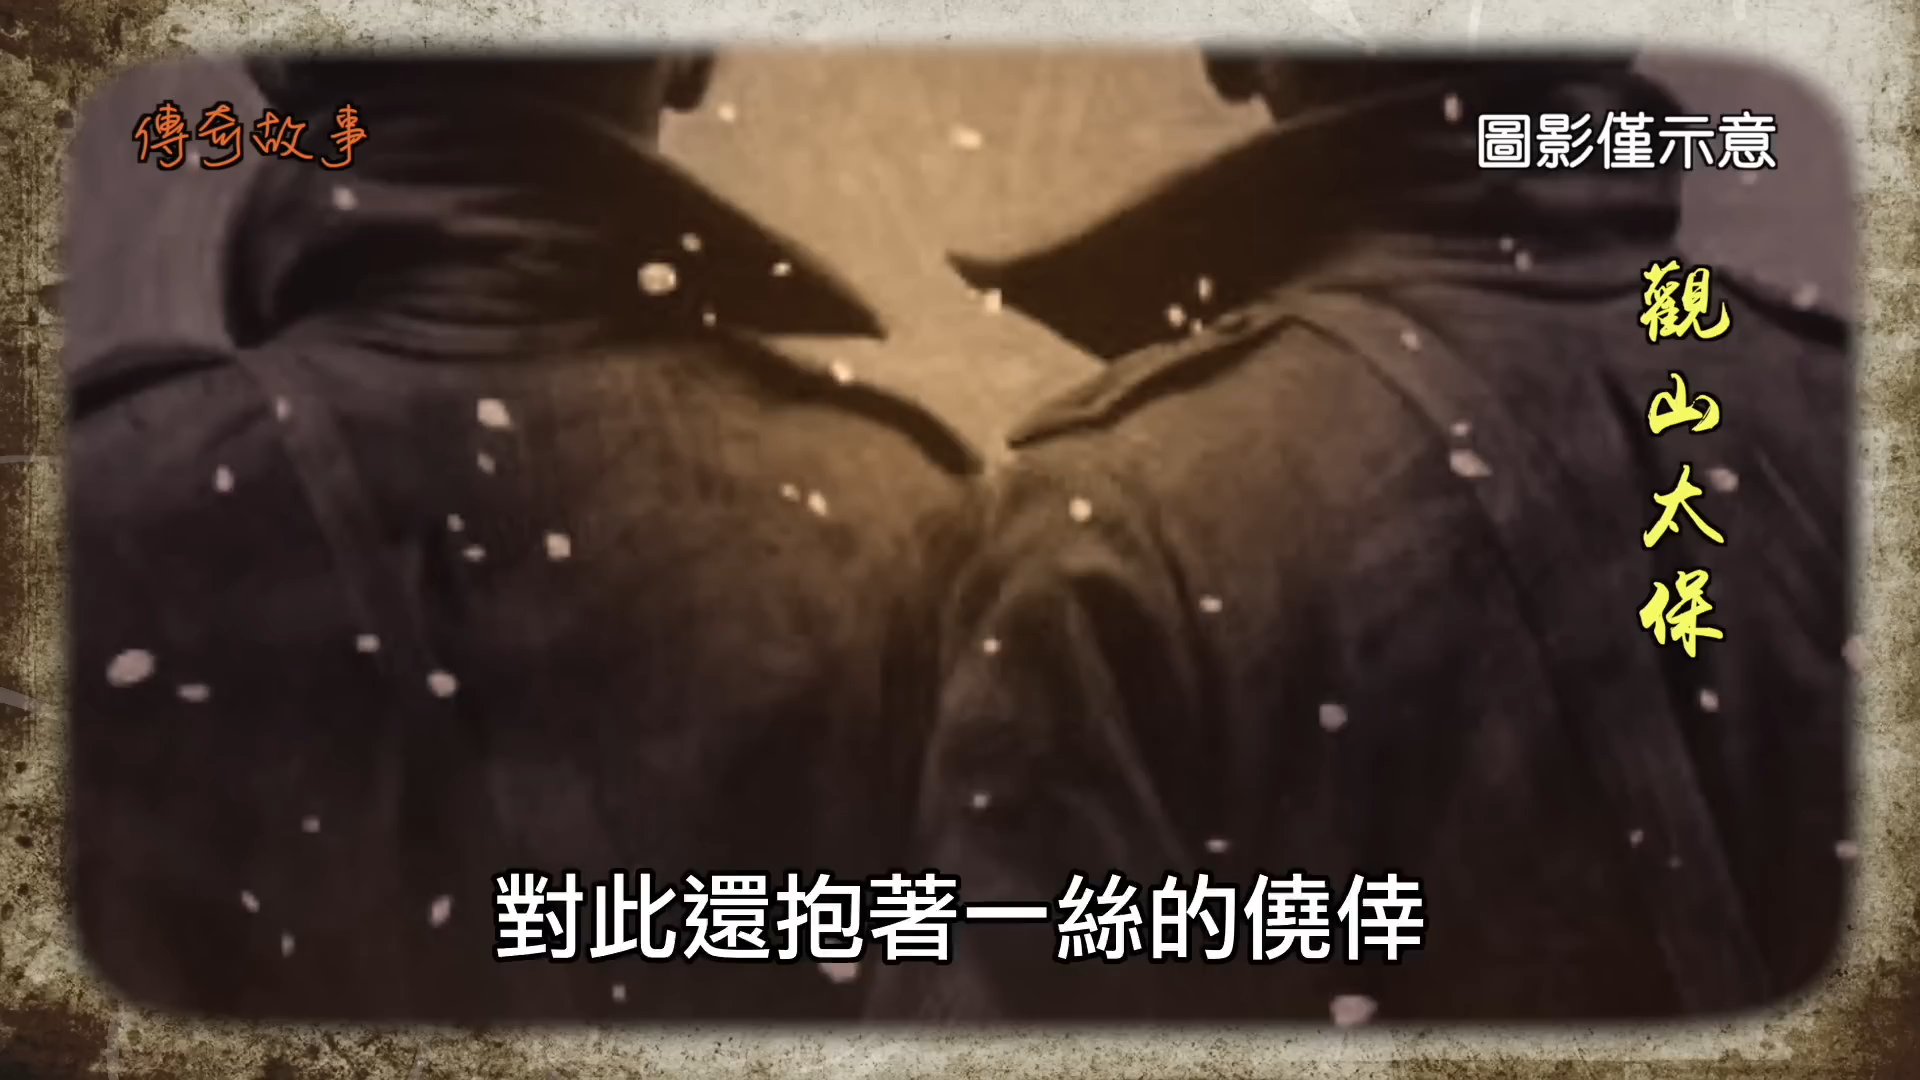 傳奇故事
圖影僅示意
觀山太保
對此還抱著一絲的僥倖